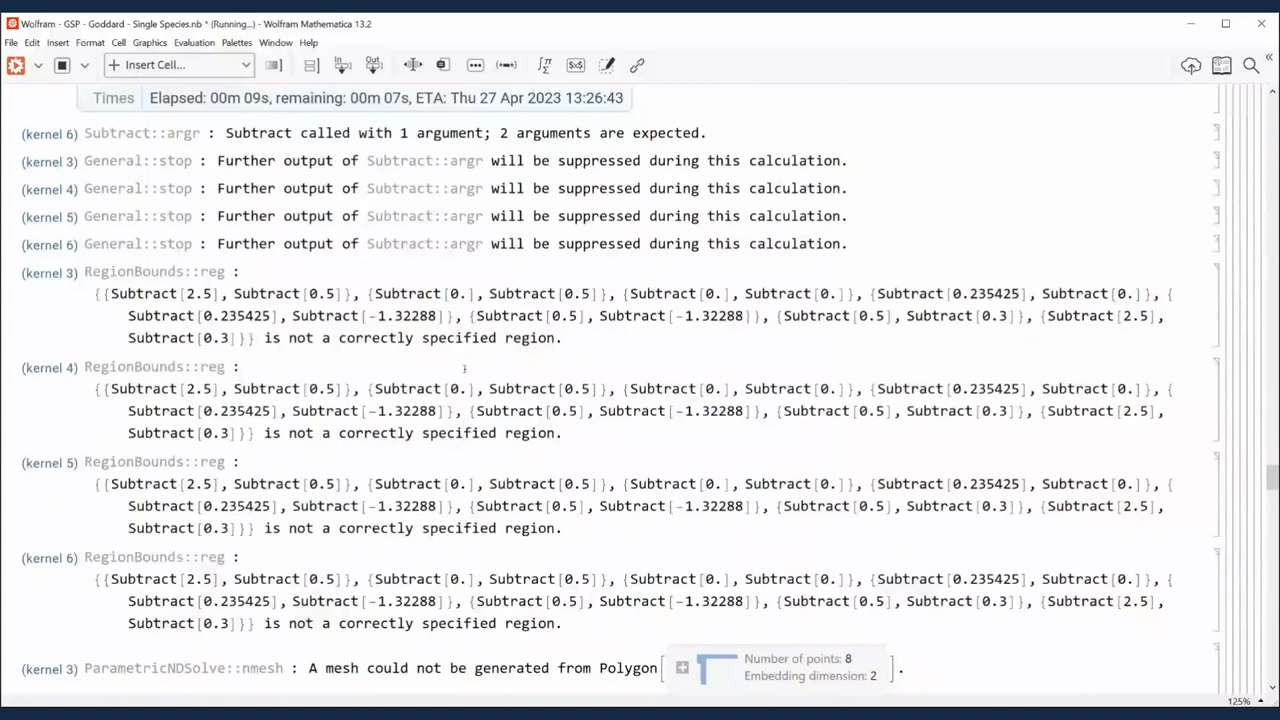 Wolfram - GSP - Goddard - Single Species.nb * (Running...) - Wolfram Mathematica 13.2
File Edit Insert Format Cell Graphics Evaluation Palettes Window Help
Insert Cell...
Times Elapsed: 00m 09s, remaining: 00m 07s, ETA: Thu 27 Apr 2023 13:26:43
(kernel 6) Subtract::argr : Subtract called with 1 argument; 2 arguments are expected.
(kernel 3) General::stop : Further output of Subtract::argr will be suppressed during this calculation.
(kernel 4) General::stop : Further output of Subtract::argr will be suppressed during this calculation.
(kernel 5) General::stop : Further output of Subtract::argr will be suppressed during this calculation.
(kernel 6) General::stop : Further output of Subtract::argr will be suppressed during this calculation.
(kernel 3) RegionBounds::reg :
{{Subtract[2.5], Subtract[0.5]}, {Subtract[0.], Subtract[0.5]}, {Subtract[0.], Subtract[0.]}, {Subtract[0.235425], Subtract[0.]}, {
Subtract[0.235425], Subtract[-1.32288]}, {Subtract[0.5], Subtract[-1.32288]}, {Subtract[0.5], Subtract[0.3]}, {Subtract[2.5],
Subtract[0.3]}} is not a correctly specified region.
(kernel 4) RegionBounds::reg :
{{Subtract[2.5], Subtract[0.5]}, {Subtract[0.], Subtract[0.5]}, {Subtract[0.], Subtract[0.]}, {Subtract[0.235425], Subtract[0.]}, {
Subtract[0.235425], Subtract[-1.32288]}, {Subtract[0.5], Subtract[-1.32288]}, {Subtract[0.5], Subtract[0.3]}, {Subtract[2.5],
Subtract[0.3]}} is not a correctly specified region.
(kernel 5) RegionBounds::reg :
{{Subtract[2.5], Subtract[0.5]}, {Subtract[0.], Subtract[0.5]}, {Subtract[0.], Subtract[0.]}, {Subtract[0.235425], Subtract[0.]}, {
Subtract[0.235425], Subtract[-1.32288]}, {Subtract[0.5], Subtract[-1.32288]}, {Subtract[0.5], Subtract[0.3]}, {Subtract[2.5],
Subtract[0.3]}} is not a correctly specified region.
(kernel 6) RegionBounds::reg :
{{Subtract[2.5], Subtract[0.5]}, {Subtract[0.], Subtract[0.5]}, {Subtract[0.], Subtract[0.]}, {Subtract[0.235425], Subtract[0.]}, {
Subtract[0.235425], Subtract[-1.32288]}, {Subtract[0.5], Subtract[-1.32288]}, {Subtract[0.5], Subtract[0.3]}, {Subtract[2.5],
Subtract[0.3]}} is not a correctly specified region.
(kernel 3) ParametricNDSolve::nmesh : A mesh could not be generated from Polygon[ Number of points: 8 ].
Embedding dimension: 2
125%